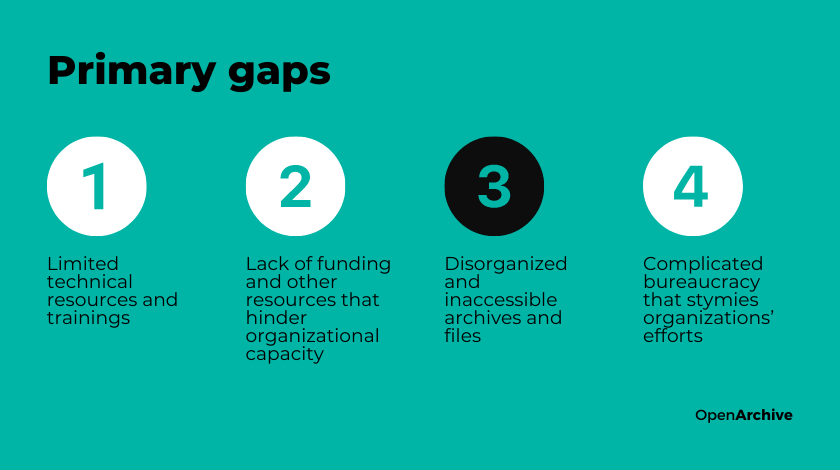 Primary gaps
1
Limited
technical
resources and
trainings
2
Lack of funding
and other
resources that
hinder
organizational
capacity
3
Disorganized
and
inaccessible
archives and
files
4
Complicated
bureaucracy
that stymies
organizations’
efforts
OpenArchive